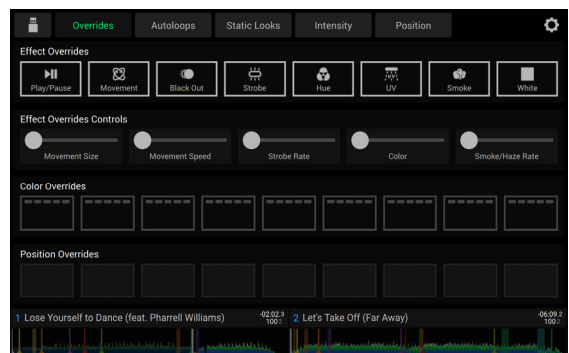 Overrides Autoloops Static Looks Intensity Position
Effect Overrides
Play/Pause Movement Black Out Strobe Hue UV Smoke White
Effect Overrides Controls
Movement Size Movement Speed Strobe Rate Color Smoke/Haze Rate
Color Overrides
Position Overrides
1 Lose Yourself to Dance (feat. Pharrell Williams) -02:02.3 2 Let's Take Off (Far Away) -06:09.2